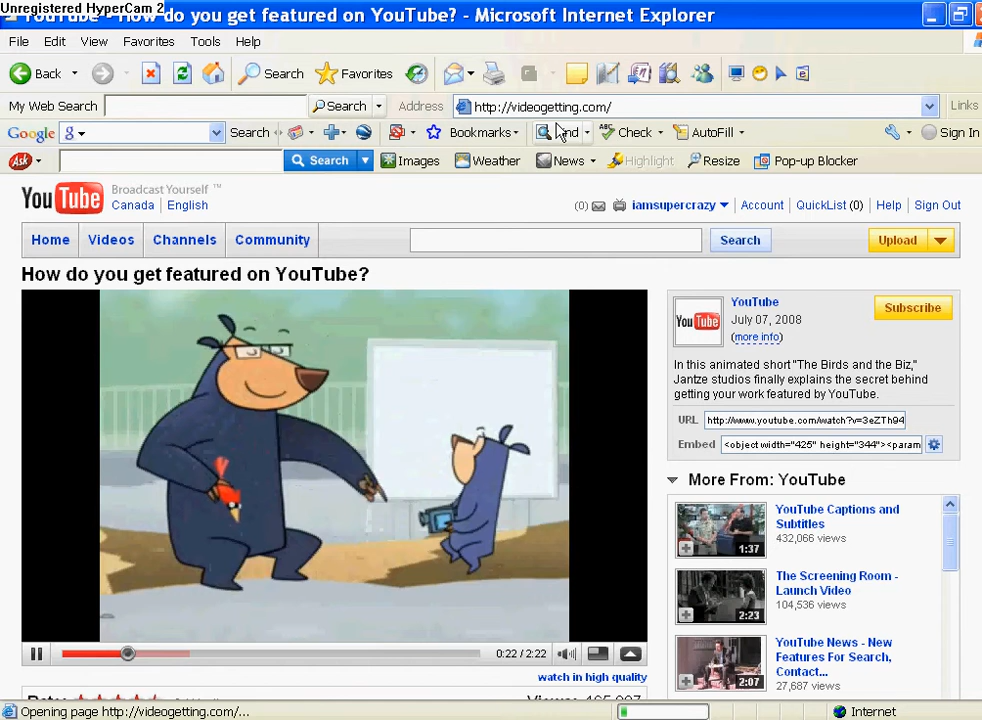 Unregistered HyperCam 2
YouTube - How do you get featured on YouTube? - Microsoft Internet Explorer
File Edit View Favorites Tools Help
Back Search Favorites
My Web Search Search Address http://videogetting.com/ Links
Google g Search Bookmarks Find Check AutoFill Sign In
Ask Search Images Weather News Highlight Resize Pop-up Blocker
YouTube Broadcast Yourself ™
Canada English (0) iamsupercrazy Account QuickList (0) Help Sign Out
Home Videos Channels Community Search Upload
How do you get featured on YouTube?
YouTube
July 07, 2008
(more info)
Subscribe
In this animated short "The Birds and the Biz,"
Jantze studios finally explains the secret behind
getting your work featured by YouTube.
URL http://www.youtube.com/watch?v=3eZTh94
Embed <object width="425" height="344"><param
More From: YouTube
YouTube Captions and
Subtitles
432,066 views
1:37
The Screening Room -
Launch Video
104,536 views
2:23
YouTube News - New
Features For Search,
Contact...
27,687 views
2:07
0:22 / 2:22
watch in high quality
Opening page http://videogetting.com/... Internet